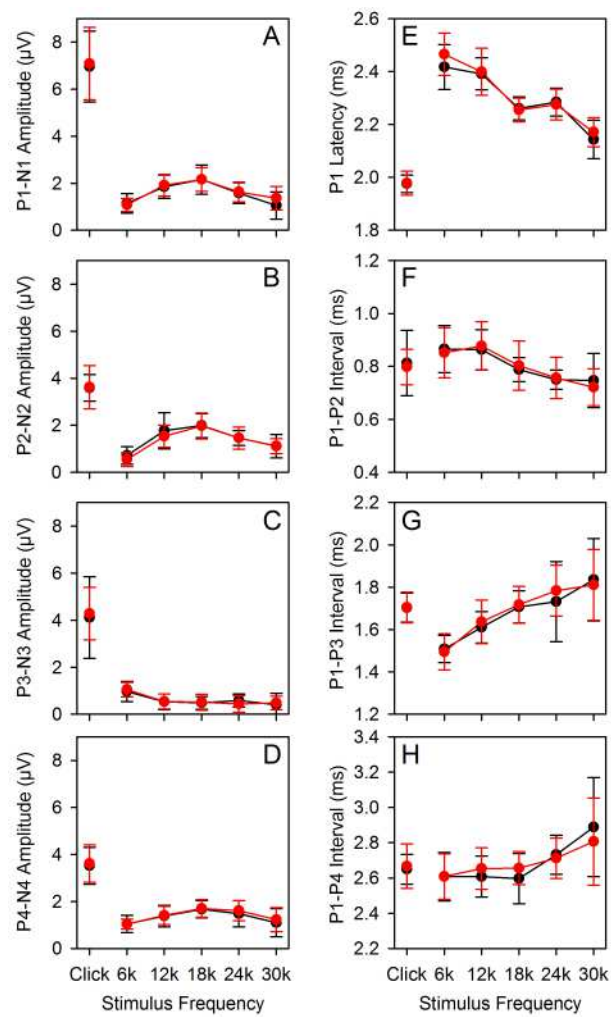 A
P1-N1 Amplitude (µV)
8
6
4
2
0
E
P1 Latency (ms)
2.6
2.4
2.2
2.0
1.8
B
P2-N2 Amplitude (µV)
8
6
4
2
0
F
P1-P2 Interval (ms)
1.2
1.0
0.8
0.6
0.4
C
P3-N3 Amplitude (µV)
8
6
4
2
0
G
P1-P3 Interval (ms)
2.2
2.0
1.8
1.6
1.4
1.2
D
P4-N4 Amplitude (µV)
8
6
4
2
0
Click 6k 12k 18k 24k 30k
Stimulus Frequency
H
P1-P4 Interval (ms)
3.4
3.2
3.0
2.8
2.6
2.4
2.2
Click 6k 12k 18k 24k 30k
Stimulus Frequency